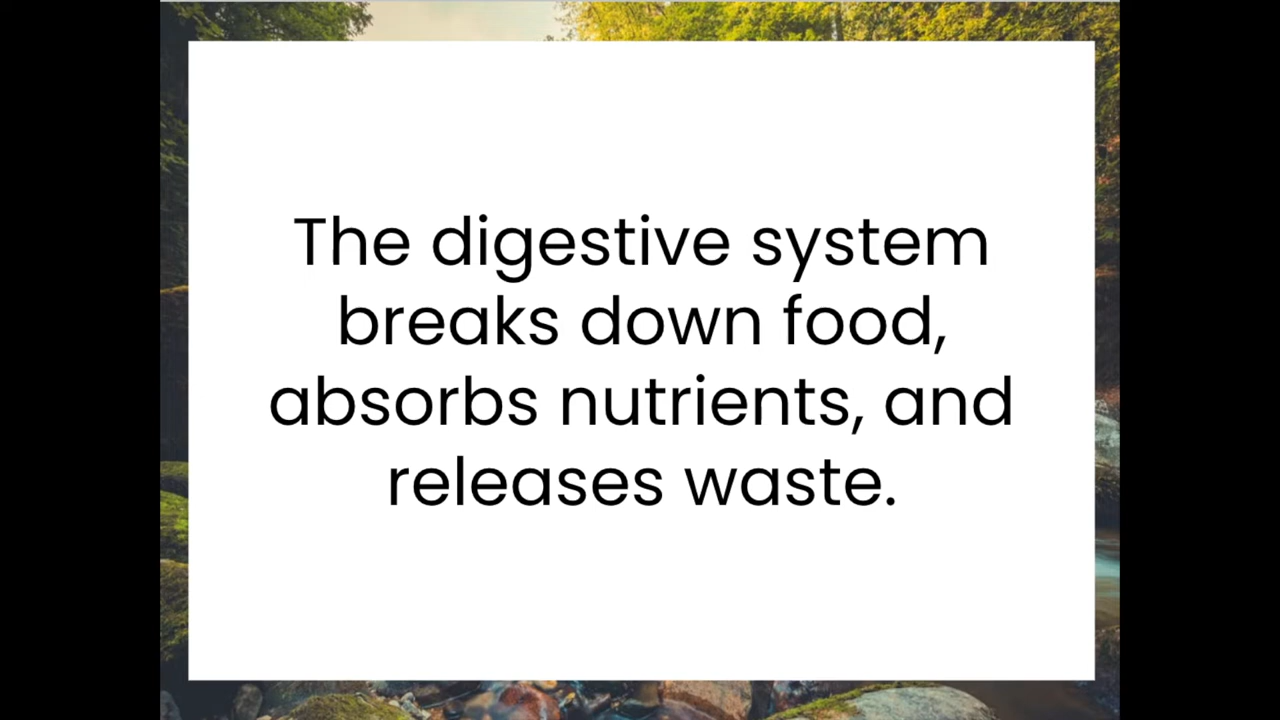 The digestive system
breaks down food,
absorbs nutrients, and
releases waste.